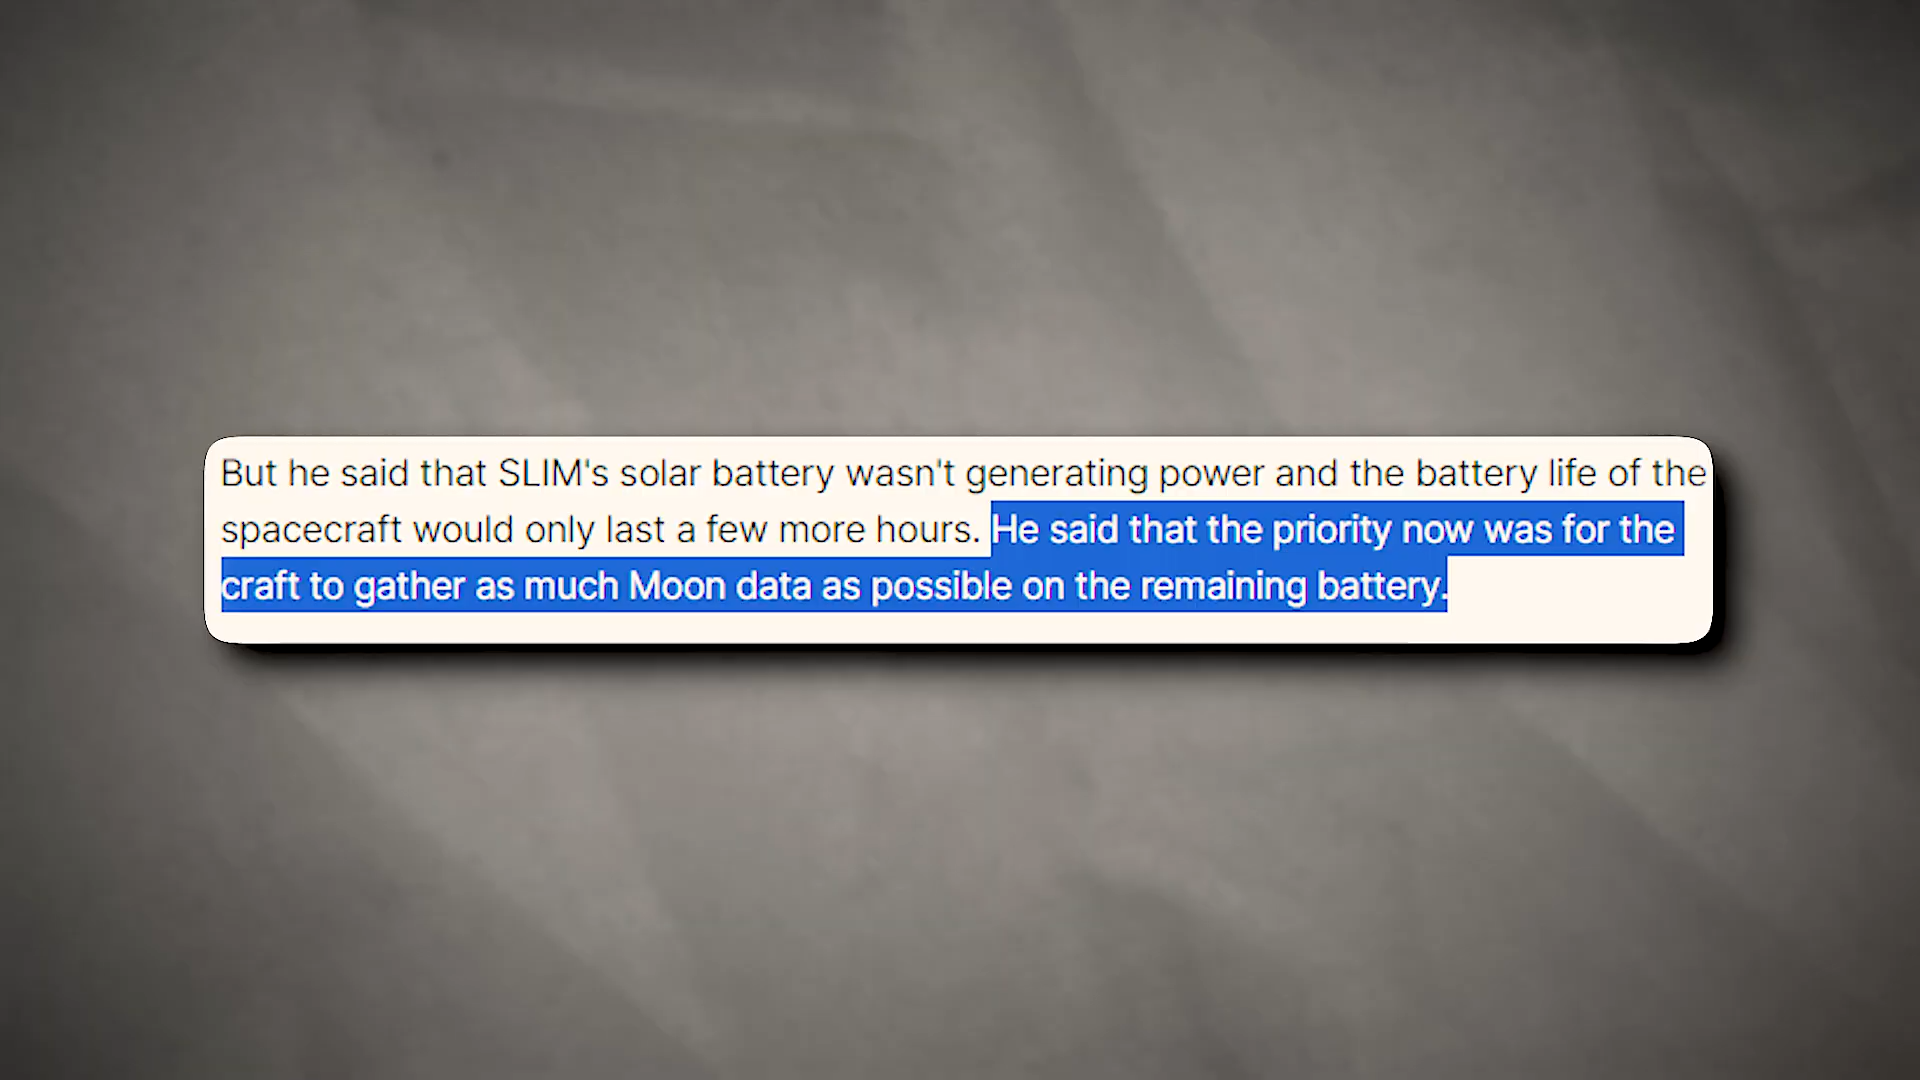 But he said that SLIM's solar battery wasn't generating power and the battery life of the
spacecraft would only last a few more hours. He said that the priority now was for the
craft to gather as much Moon data as possible on the remaining battery.